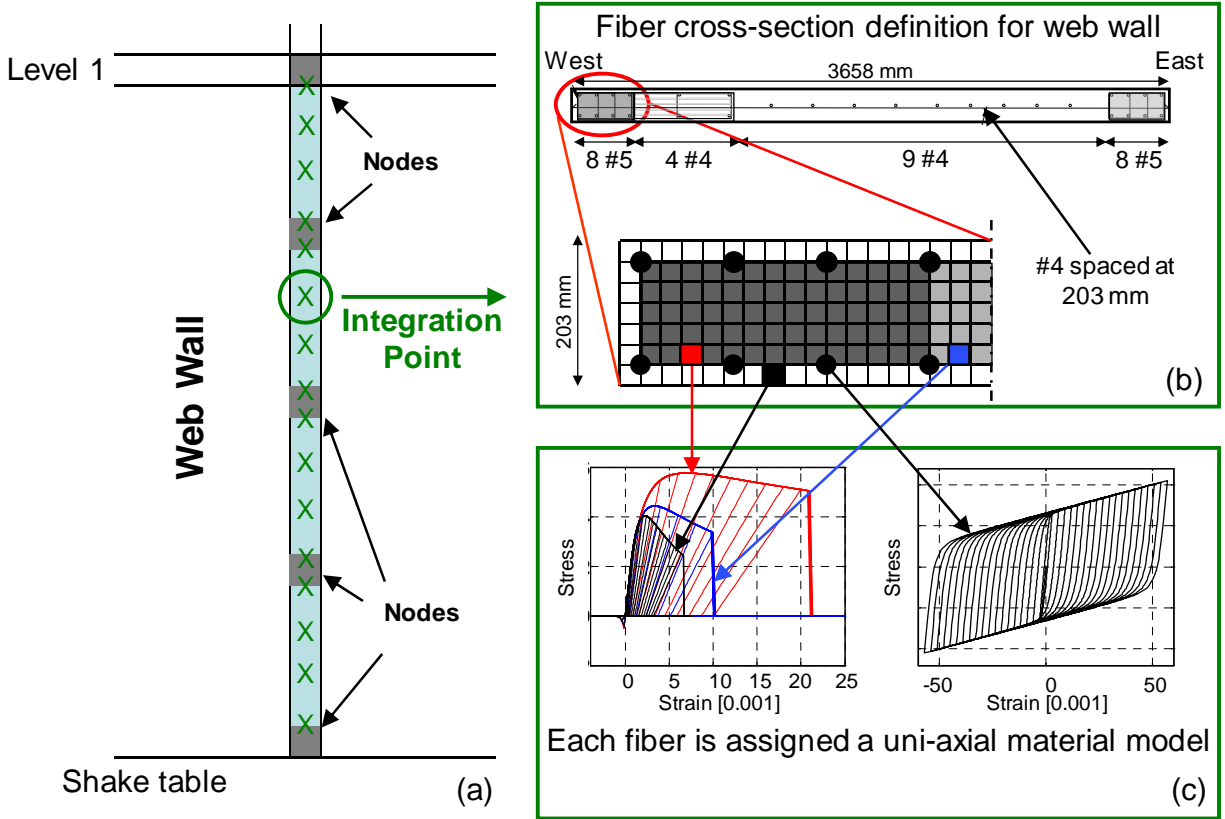 Level 1
X
X
X
Nodes
X
X
X
Integration
Point
X
X
X
X
X
X
X
Nodes
X
X
X
Web Wall
Shake table
(a)
Fiber cross-section definition for web wall
West
East
3658 mm
8 #5
4 #4
9 #4
8 #5
203 mm
#4 spaced at
203 mm
(b)
Stress
0 5 10 15 20 25
Strain [0.001]
Stress
-50 0 50
Strain [0.001]
Each fiber is assigned a uni-axial material model
(c)